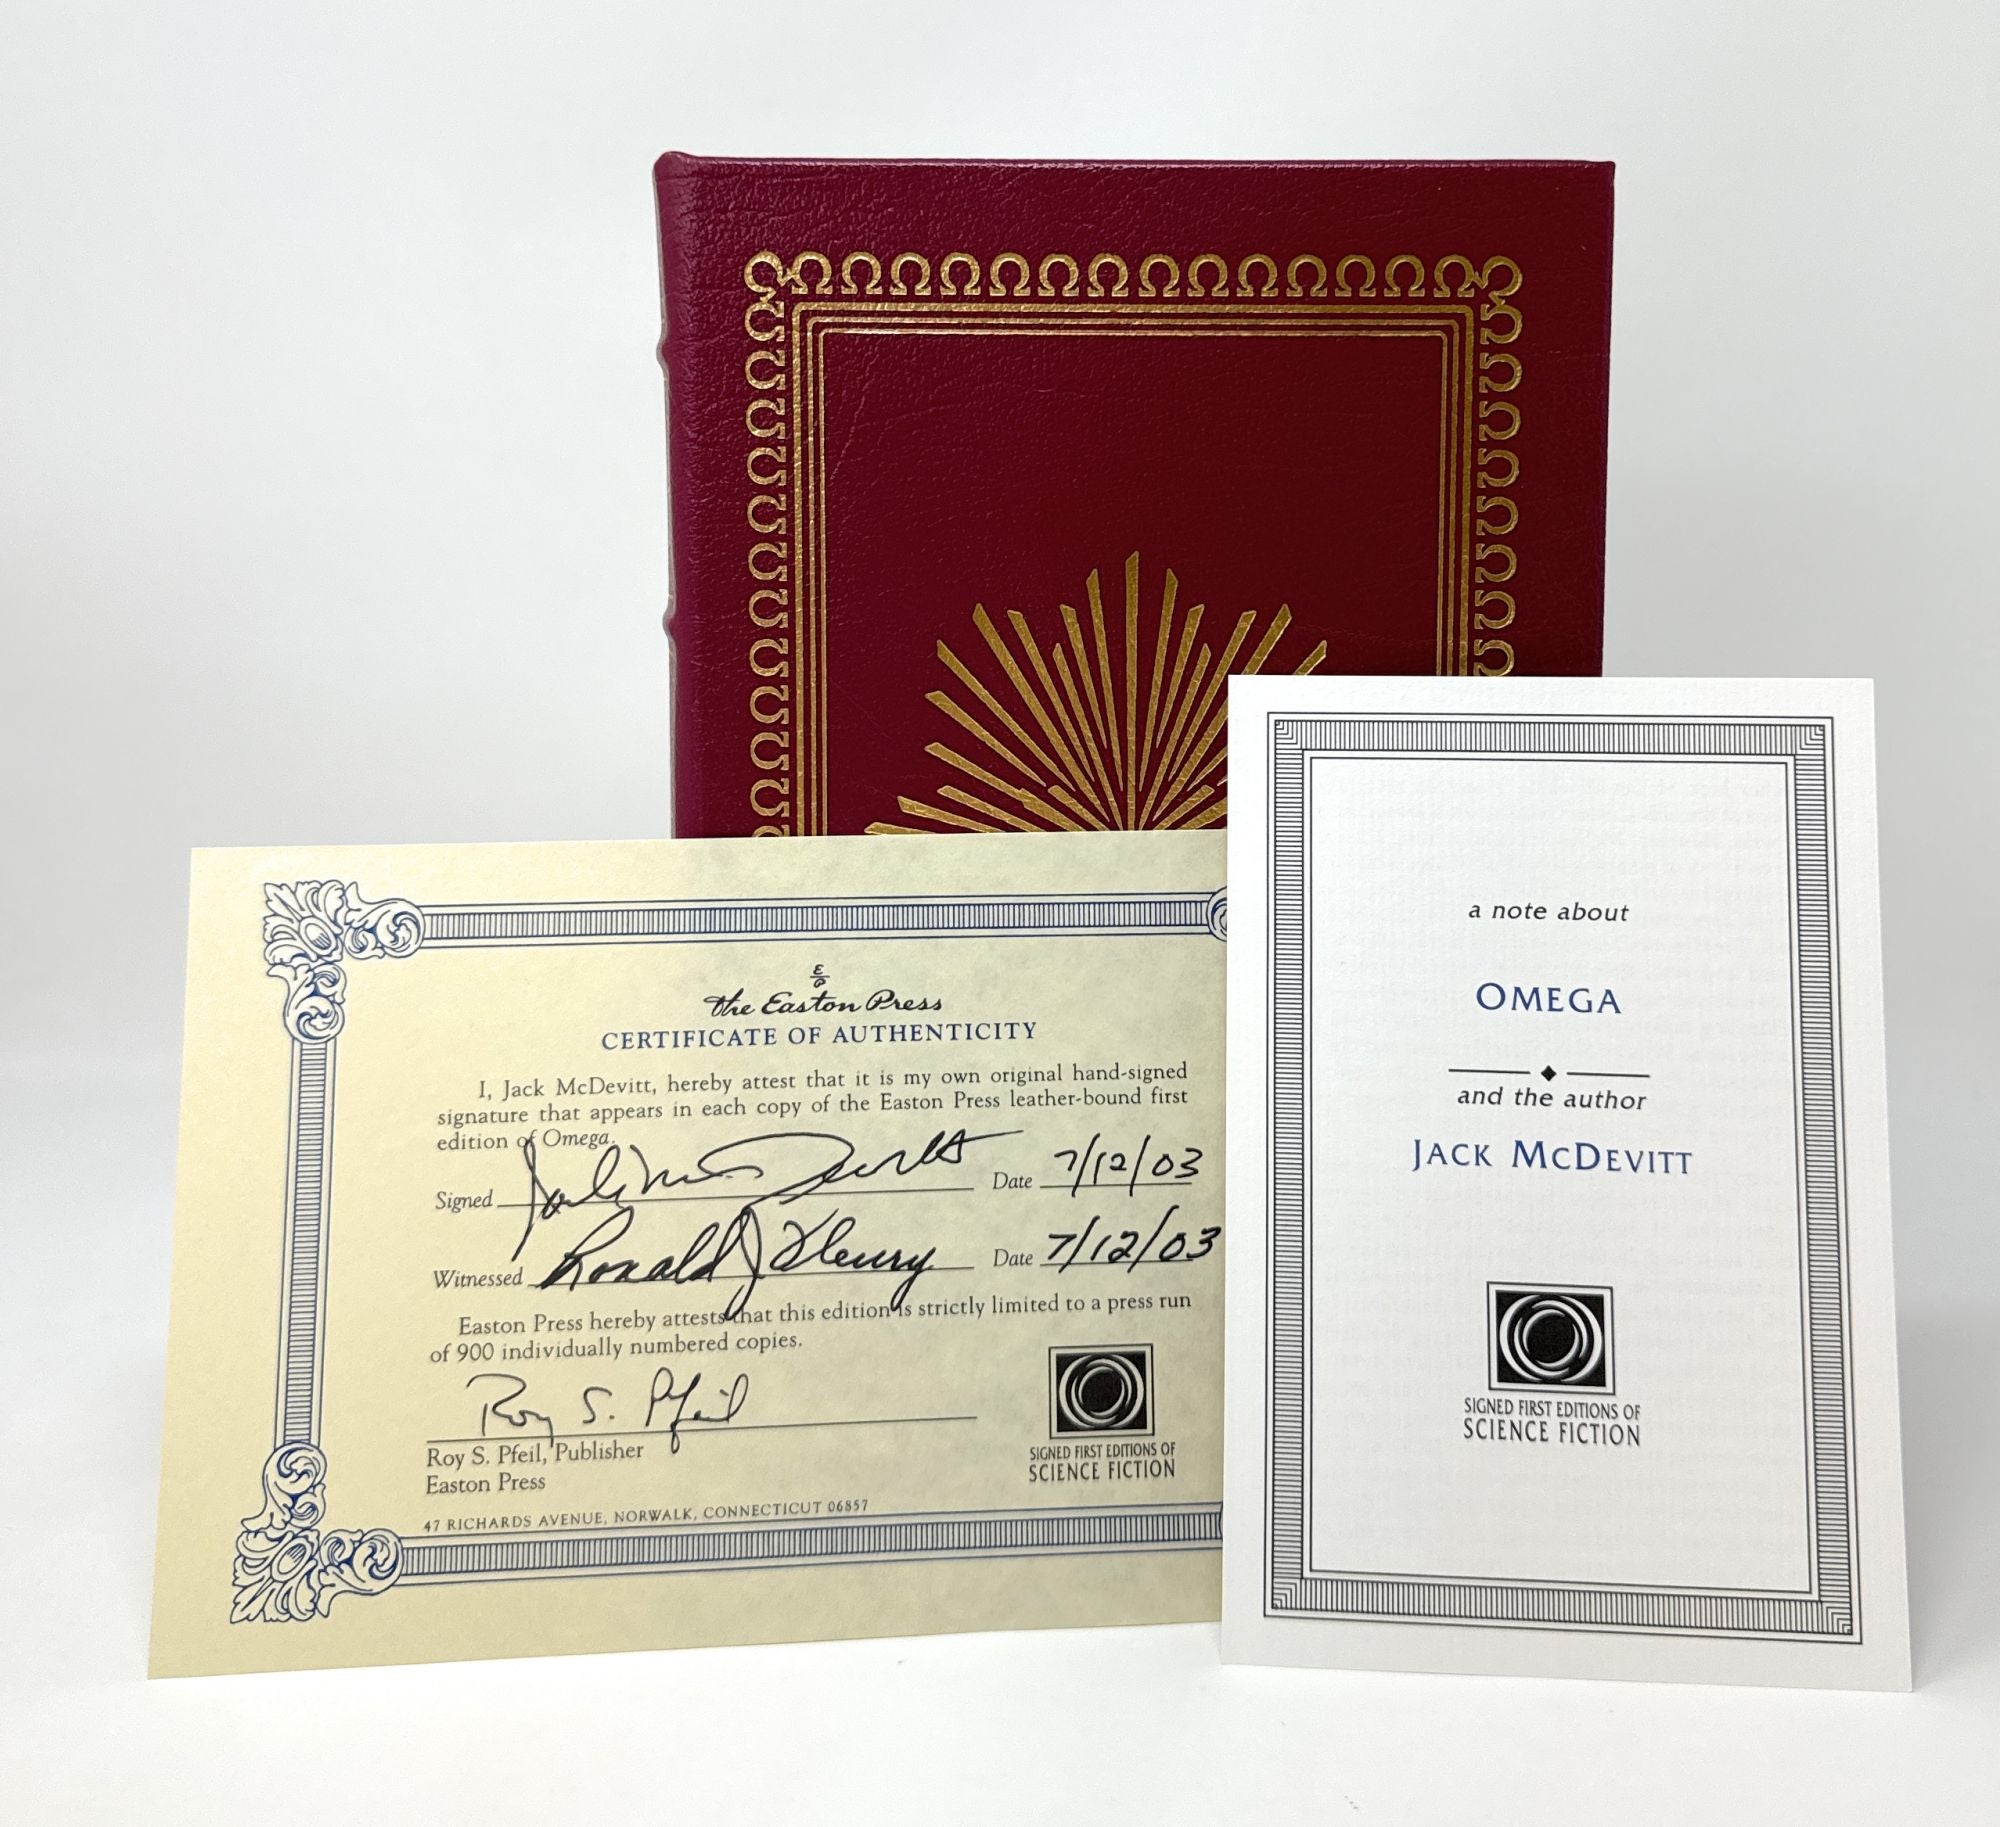 E/P
the Easton Press
CERTIFICATE OF AUTHENTICITY
I, Jack McDevitt, hereby attest that it is my own original hand-signed
signature that appears in each copy of the Easton Press leather-bound first
edition of Omega.
Signed Jack McDevitt Date 7/12/03
Witnessed Ronald J Fleury Date 7/12/03
Easton Press hereby attests that this edition is strictly limited to a press run
of 900 individually numbered copies.
Roy S. Pfeil
Roy S. Pfeil, Publisher
Easton Press
47 RICHARDS AVENUE, NORWALK, CONNECTICUT 06857
SIGNED FIRST EDITIONS OF
SCIENCE FICTION
a note about
OMEGA
and the author
JACK MCDEVITT
SIGNED FIRST EDITIONS OF
SCIENCE FICTION